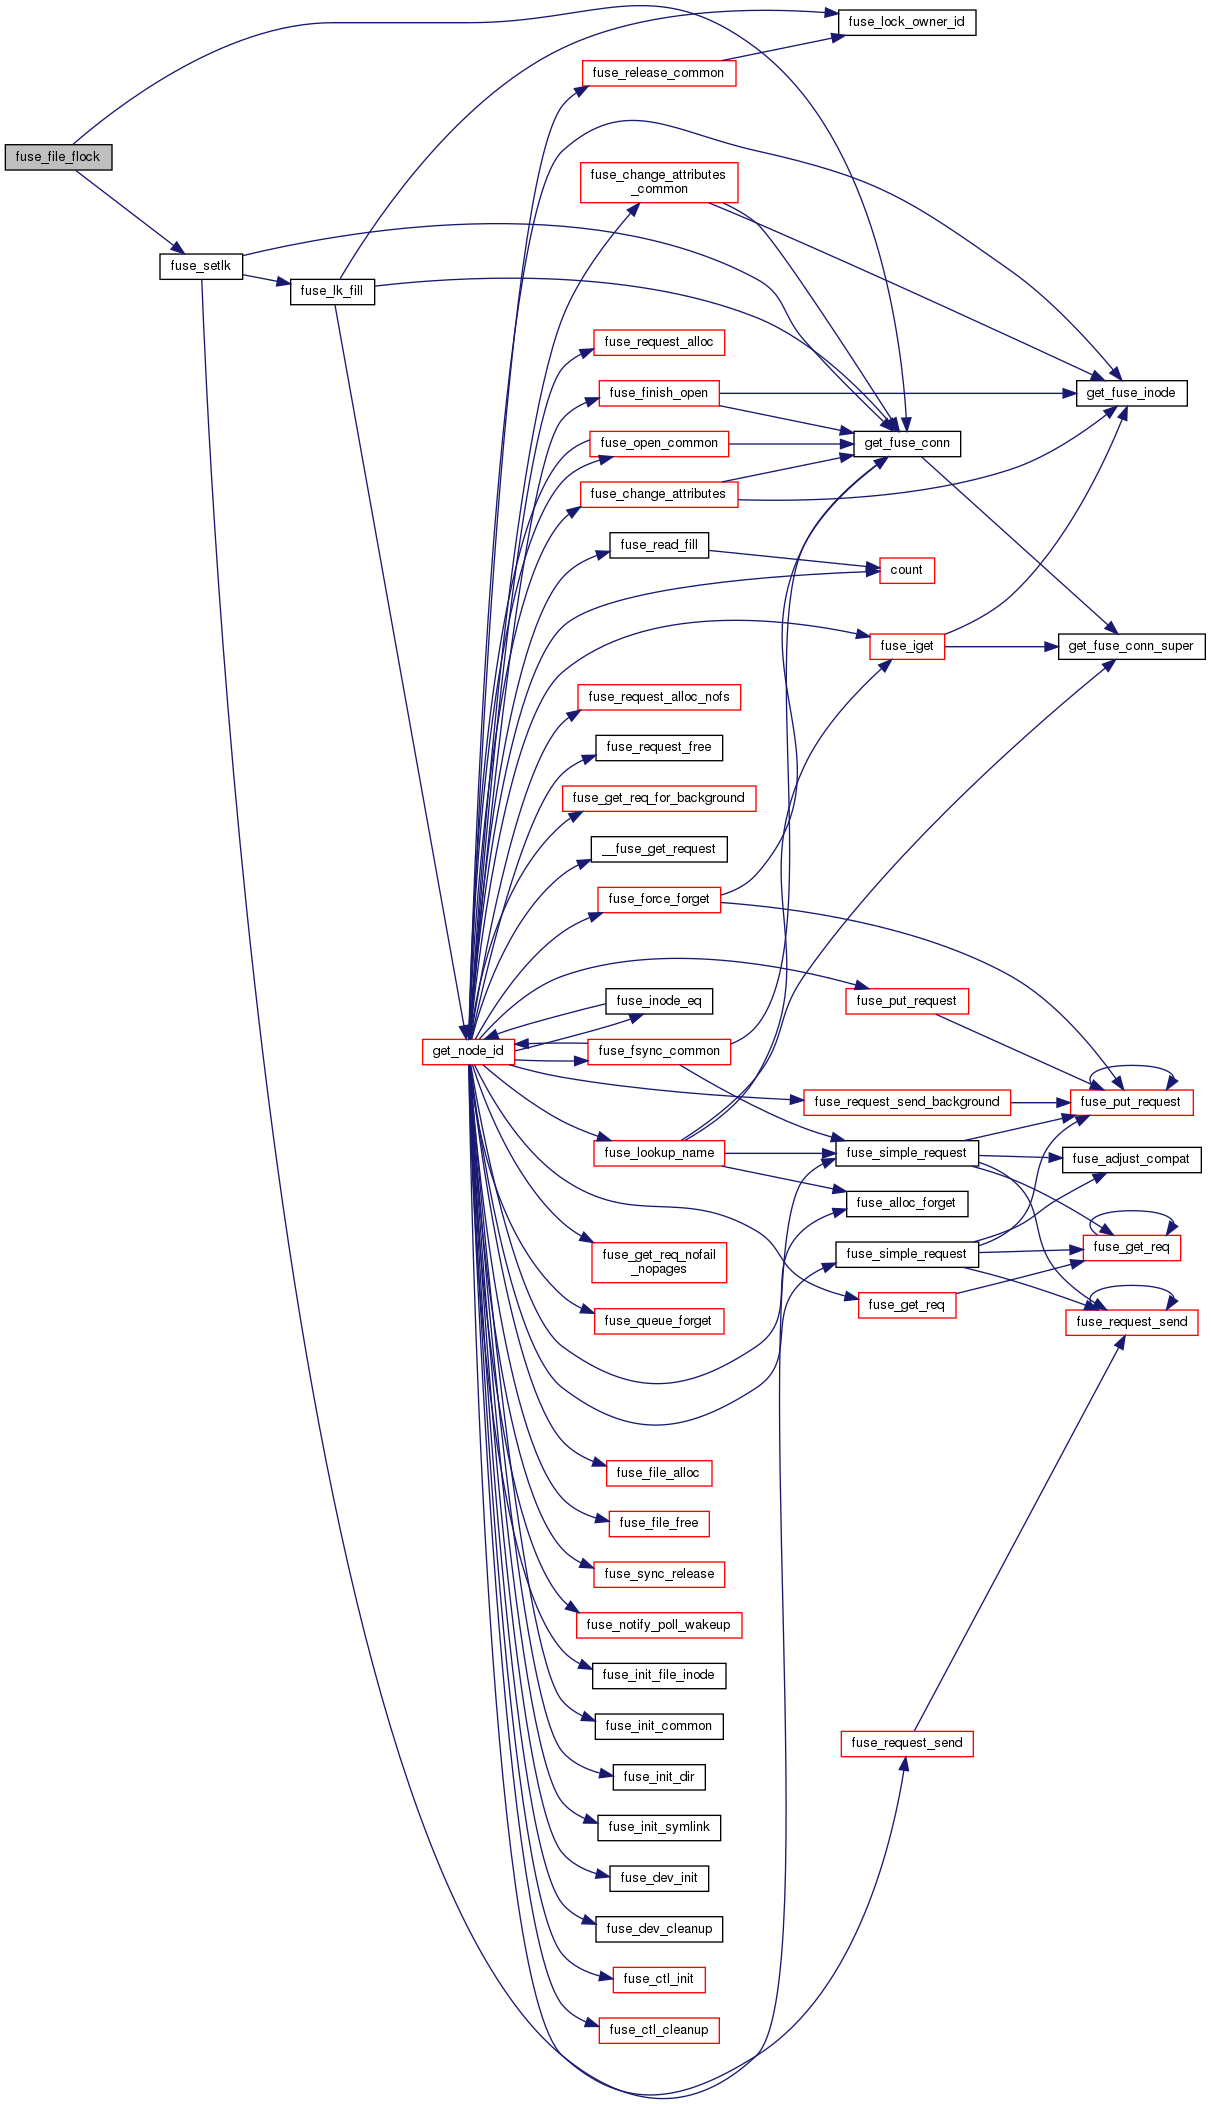 fuse_lock_owner_id
fuse_release_common
fuse_file_flock
fuse_change_attributes
_common
fuse_setlk
fuse_lk_fill
fuse_request_alloc
fuse_finish_open
get_fuse_inode
fuse_open_common
get_fuse_conn
fuse_change_attributes
fuse_read_fill
count
fuse_iget
get_fuse_conn_super
fuse_request_alloc_nofs
fuse_request_free
fuse_get_req_for_background
__fuse_get_request
fuse_force_forget
fuse_inode_eq
fuse_put_request
get_node_id
fuse_fsync_common
fuse_request_send_background
fuse_put_request
fuse_lookup_name
fuse_simple_request
fuse_adjust_compat
fuse_alloc_forget
fuse_get_req_nofail
_nopages
fuse_simple_request
fuse_get_req
fuse_get_req
fuse_queue_forget
fuse_request_send
fuse_file_alloc
fuse_file_free
fuse_sync_release
fuse_notify_poll_wakeup
fuse_init_file_inode
fuse_init_common
fuse_request_send
fuse_init_dir
fuse_init_symlink
fuse_dev_init
fuse_dev_cleanup
fuse_ctl_init
fuse_ctl_cleanup